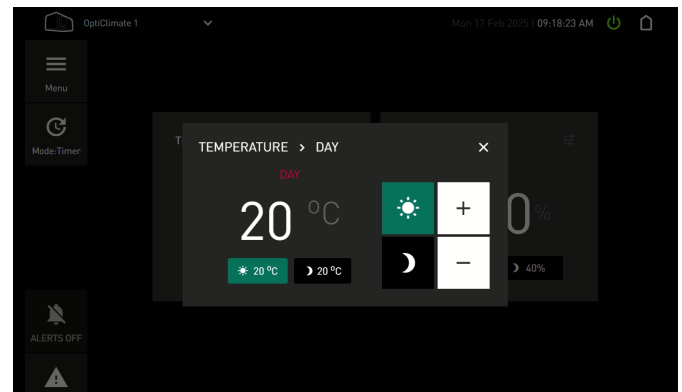 OptiClimate 1
Mon 17 Feb 2025 | 09:18:23 AM
Menu
Mode:Timer
TEMPERATURE > DAY
DAY
20 °C
0%
20 °C
20 °C
40%
ALERTS OFF